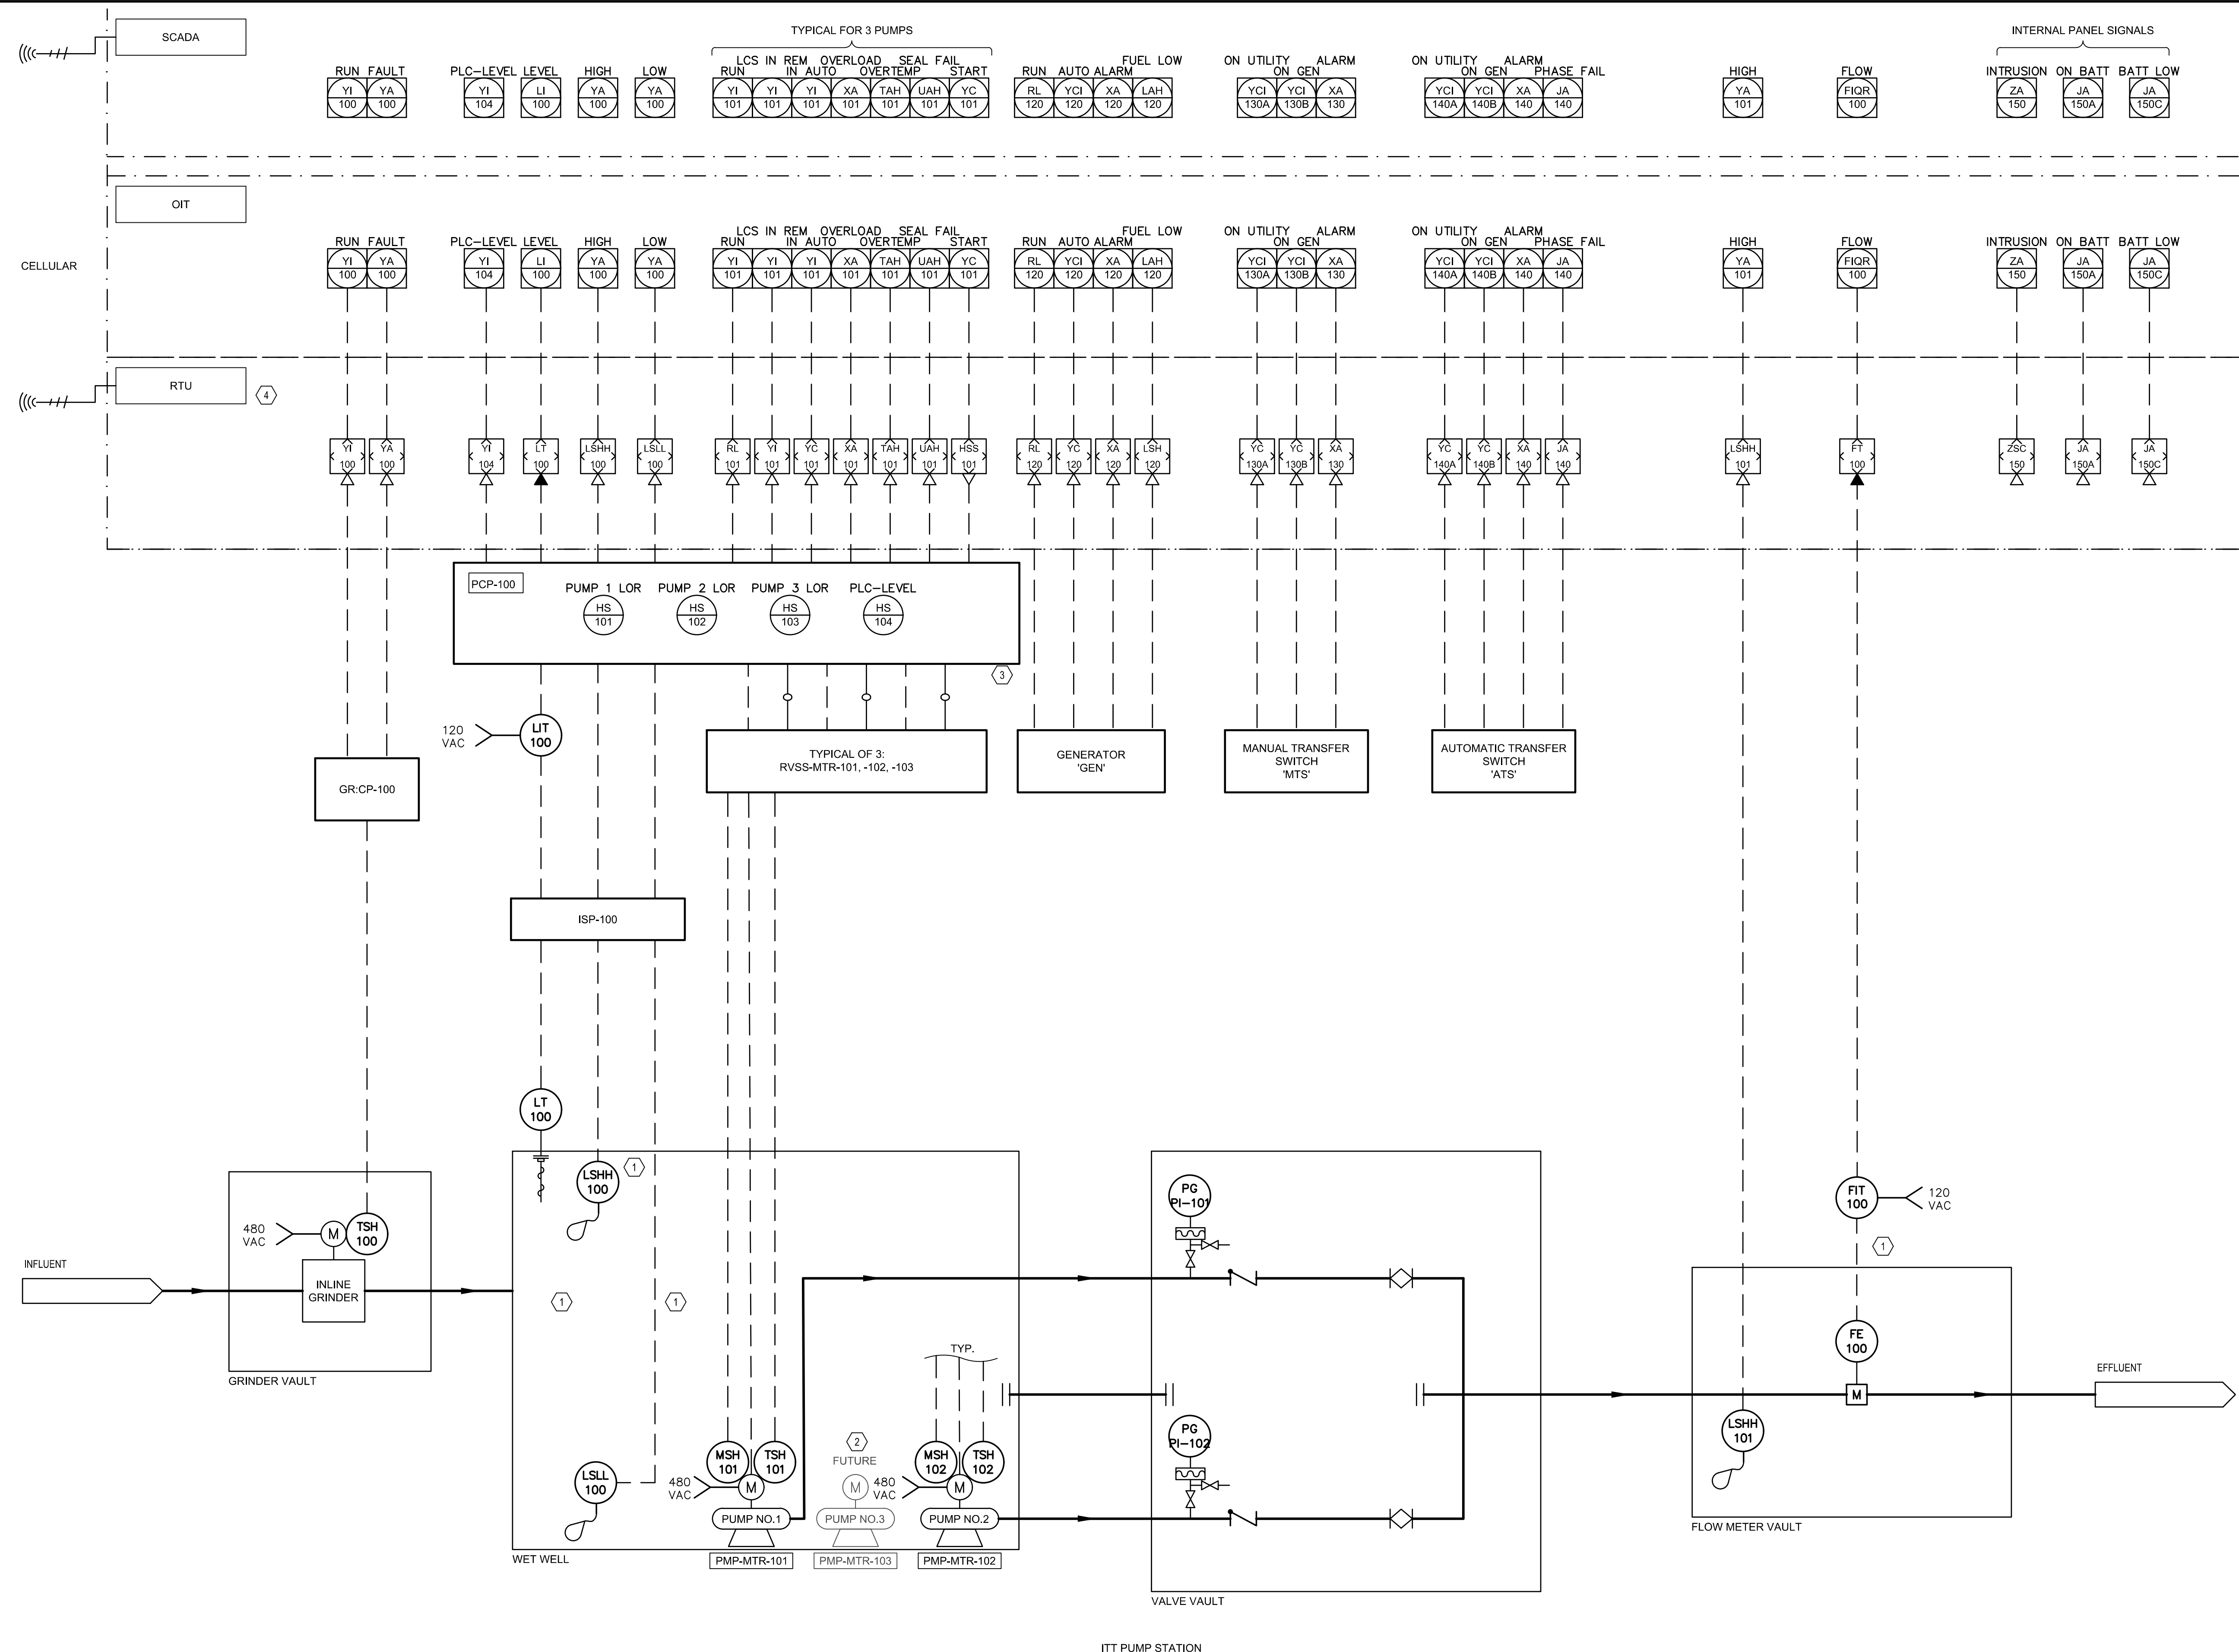 SCADA
TYPICAL FOR 3 PUMPS
INTERNAL PANEL SIGNALS
LCS IN REM OVERLOAD SEAL FAIL FUEL LOW ON UTILITY ALARM ON UTILITY ALARM
RUN FAULT PLC-LEVEL LEVEL HIGH LOW RUN IN AUTO OVERTEMP START RUN AUTO ALARM ON GEN ON GEN PHASE FAIL HIGH FLOW INTRUSION ON BATT BATT LOW
YI YA YI LI YA YA YI YI YI XA TAH UAH YC RL YCI XA LAH YCI YCI XA YCI YCI XA JA YA FIQR ZA JA JA
100 100 104 100 100 100 101 101 101 101 101 101 101 120 120 120 120 130A 130B 130 140A 140B 140 140 101 100 150 150A 150C
OIT
CELLULAR
LCS IN REM OVERLOAD SEAL FAIL FUEL LOW ON UTILITY ALARM ON UTILITY ALARM
RUN FAULT PLC-LEVEL LEVEL HIGH LOW RUN IN AUTO OVERTEMP START RUN AUTO ALARM ON GEN ON GEN PHASE FAIL HIGH FLOW INTRUSION ON BATT BATT LOW
YI YA YI LI YA YA YI YI YI XA TAH UAH YC RL YCI XA LAH YCI YCI XA YCI YCI XA JA YA FIQR ZA JA JA
100 100 104 100 100 100 101 101 101 101 101 101 101 120 120 120 120 130A 130B 130 140A 140B 140 140 101 100 150 150A 150C
RTU
4
YI YA YI LT LSHH LSLL RL YI YC XA TAH UAH HSS RL YC XA LSH YC YC XA YC YC XA JA LSHH FT ZSC JA JA
100 100 104 100 100 100 101 101 101 101 101 101 101 120 120 120 120 130A 130B 130 140A 140B 140 140 101 100 150 150A 150C
PCP-100
PUMP 1 LOR PUMP 2 LOR PUMP 3 LOR PLC-LEVEL
HS HS HS HS
101 102 103 104
3
120
VAC
LIT
100
TYPICAL OF 3:
RVSS-MTR-101, -102, -103
GENERATOR
'GEN'
MANUAL TRANSFER
SWITCH
'MTS'
AUTOMATIC TRANSFER
SWITCH
'ATS'
GR:CP-100
ISP-100
LT
100
LSHH
100
1
PG
PI-101
FIT
100
120
VAC
1
480
VAC
M
TSH
100
INFLUENT
INLINE
GRINDER
GRINDER VAULT
1
1
FE
100
TYP.
M
EFFLUENT
LSHH
101
FLOW METER VAULT
PG
PI-102
LSLL
100
MSH
101
TSH
101
480
VAC
M
PUMP NO.1
PMP-MTR-101
2
FUTURE
M
PUMP NO.3
PMP-MTR-103
MSH
102
TSH
102
480
VAC
M
PUMP NO.2
PMP-MTR-102
WET WELL
VALVE VAULT
ITT PUMP STATION